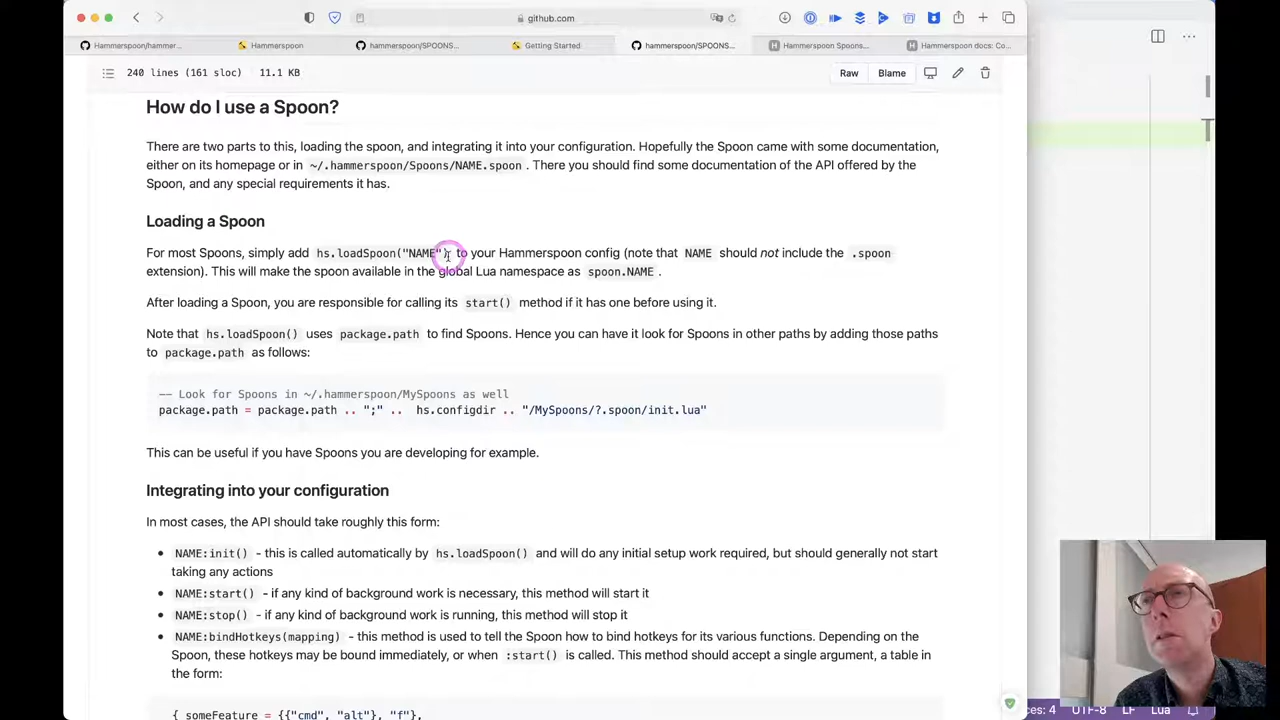 github.com
Hammerspoon/hammer...
Hammerspoon
hammerspoon/SPOONS...
Getting Started
hammerspoon/SPOONS...
Hammerspoon Spoons...
Hammerspoon docs: Co...
240 lines (161 sloc) 11.1 KB
Raw
Blame
How do I use a Spoon?
There are two parts to this, loading the spoon, and integrating it into your configuration. Hopefully the Spoon came with some documentation,
either on its homepage or in ~/.hammerspoon/Spoons/NAME.spoon . There you should find some documentation of the API offered by the
Spoon, and any special requirements it has.
Loading a Spoon
For most Spoons, simply add hs.loadSpoon("NAME") to your Hammerspoon config (note that NAME should not include the .spoon
extension). This will make the spoon available in the global Lua namespace as spoon.NAME .
After loading a Spoon, you are responsible for calling its start() method if it has one before using it.
Note that hs.loadSpoon() uses package.path to find Spoons. Hence you can have it look for Spoons in other paths by adding those paths
to package.path as follows:
-- Look for Spoons in ~/.hammerspoon/MySpoons as well
package.path = package.path .. ";" .. hs.configdir .. "/MySpoons/?.spoon/init.lua"
This can be useful if you have Spoons you are developing for example.
Integrating into your configuration
In most cases, the API should take roughly this form:
• NAME:init() - this is called automatically by hs.loadSpoon() and will do any initial setup work required, but should generally not start
taking any actions
• NAME:start() - if any kind of background work is necessary, this method will start it
• NAME:stop() - if any kind of background work is running, this method will stop it
• NAME:bindHotkeys(mapping) - this method is used to tell the Spoon how to bind hotkeys for its various functions. Depending on the
Spoon, these hotkeys may be bound immediately, or when :start() is called. This method should accept a single argument, a table in
the form:
{ someFeature = {{"cmd", "alt"}, "f"},
ces: 4 UTF-8 LF Lua